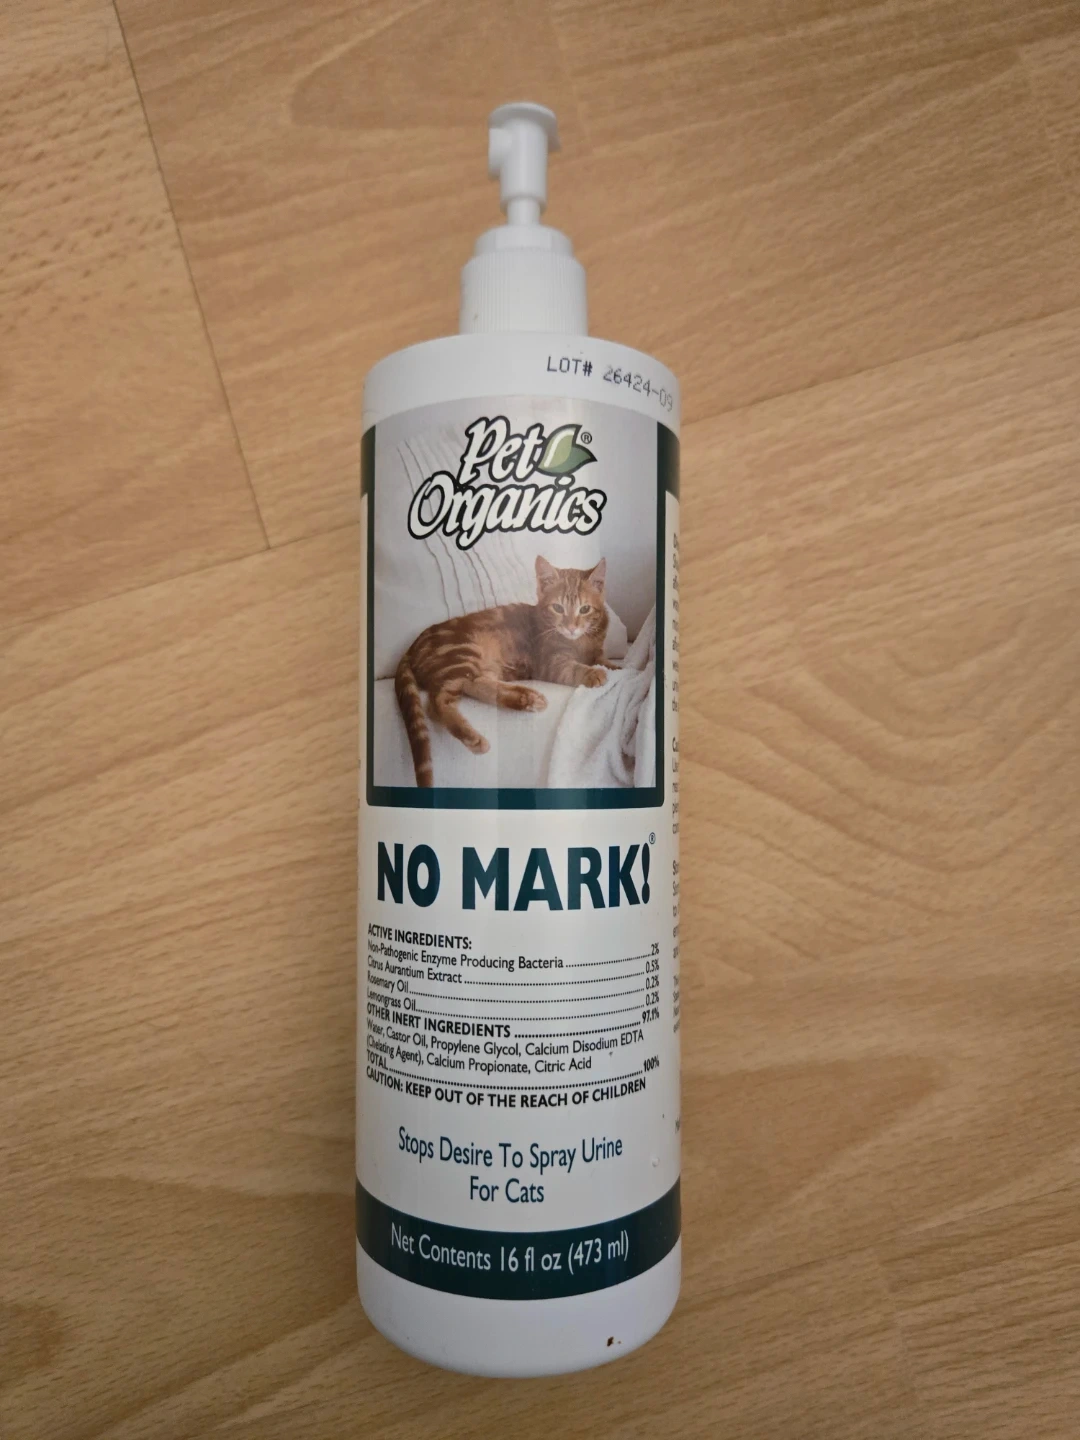 LOT# 26424-09
Pet®
Organics
NO MARK!®
ACTIVE INGREDIENTS:
Non-Pathogenic Enzyme Producing Bacteria ........ 2%
Citrus Aurantium Extract ........ 0.5%
Rosemary Oil ........ 0.2%
Lemongrass Oil ........ 0.2%
OTHER INERT INGREDIENTS ........ 97.1%
Water, Castor Oil, Propylene Glycol, Calcium Disodium EDTA
(Chelating Agent), Calcium Propionate, Citric Acid
TOTAL ........ 100%
CAUTION: KEEP OUT OF THE REACH OF CHILDREN
Stops Desire To Spray Urine
For Cats
Net Contents 16 fl oz (473 ml)